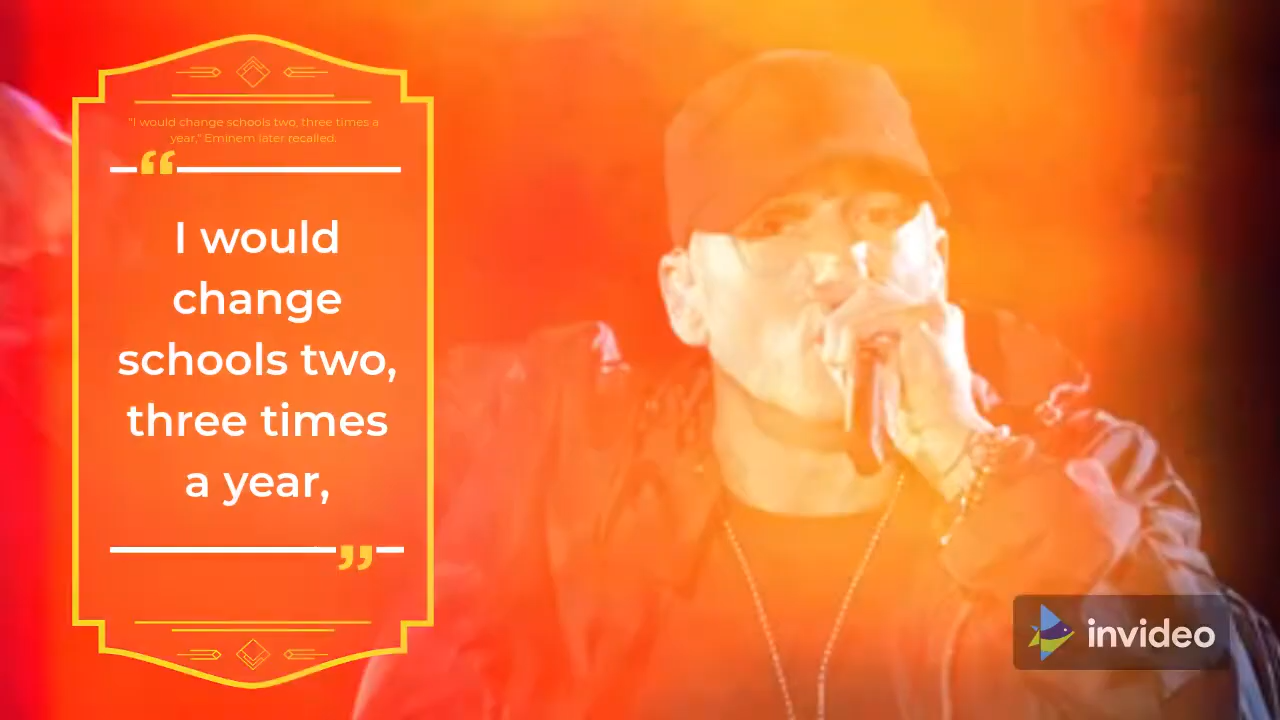 "I would change schools two, three times a
year," Eminem later recalled.
I would
change
schools two,
three times
a year,
invideo